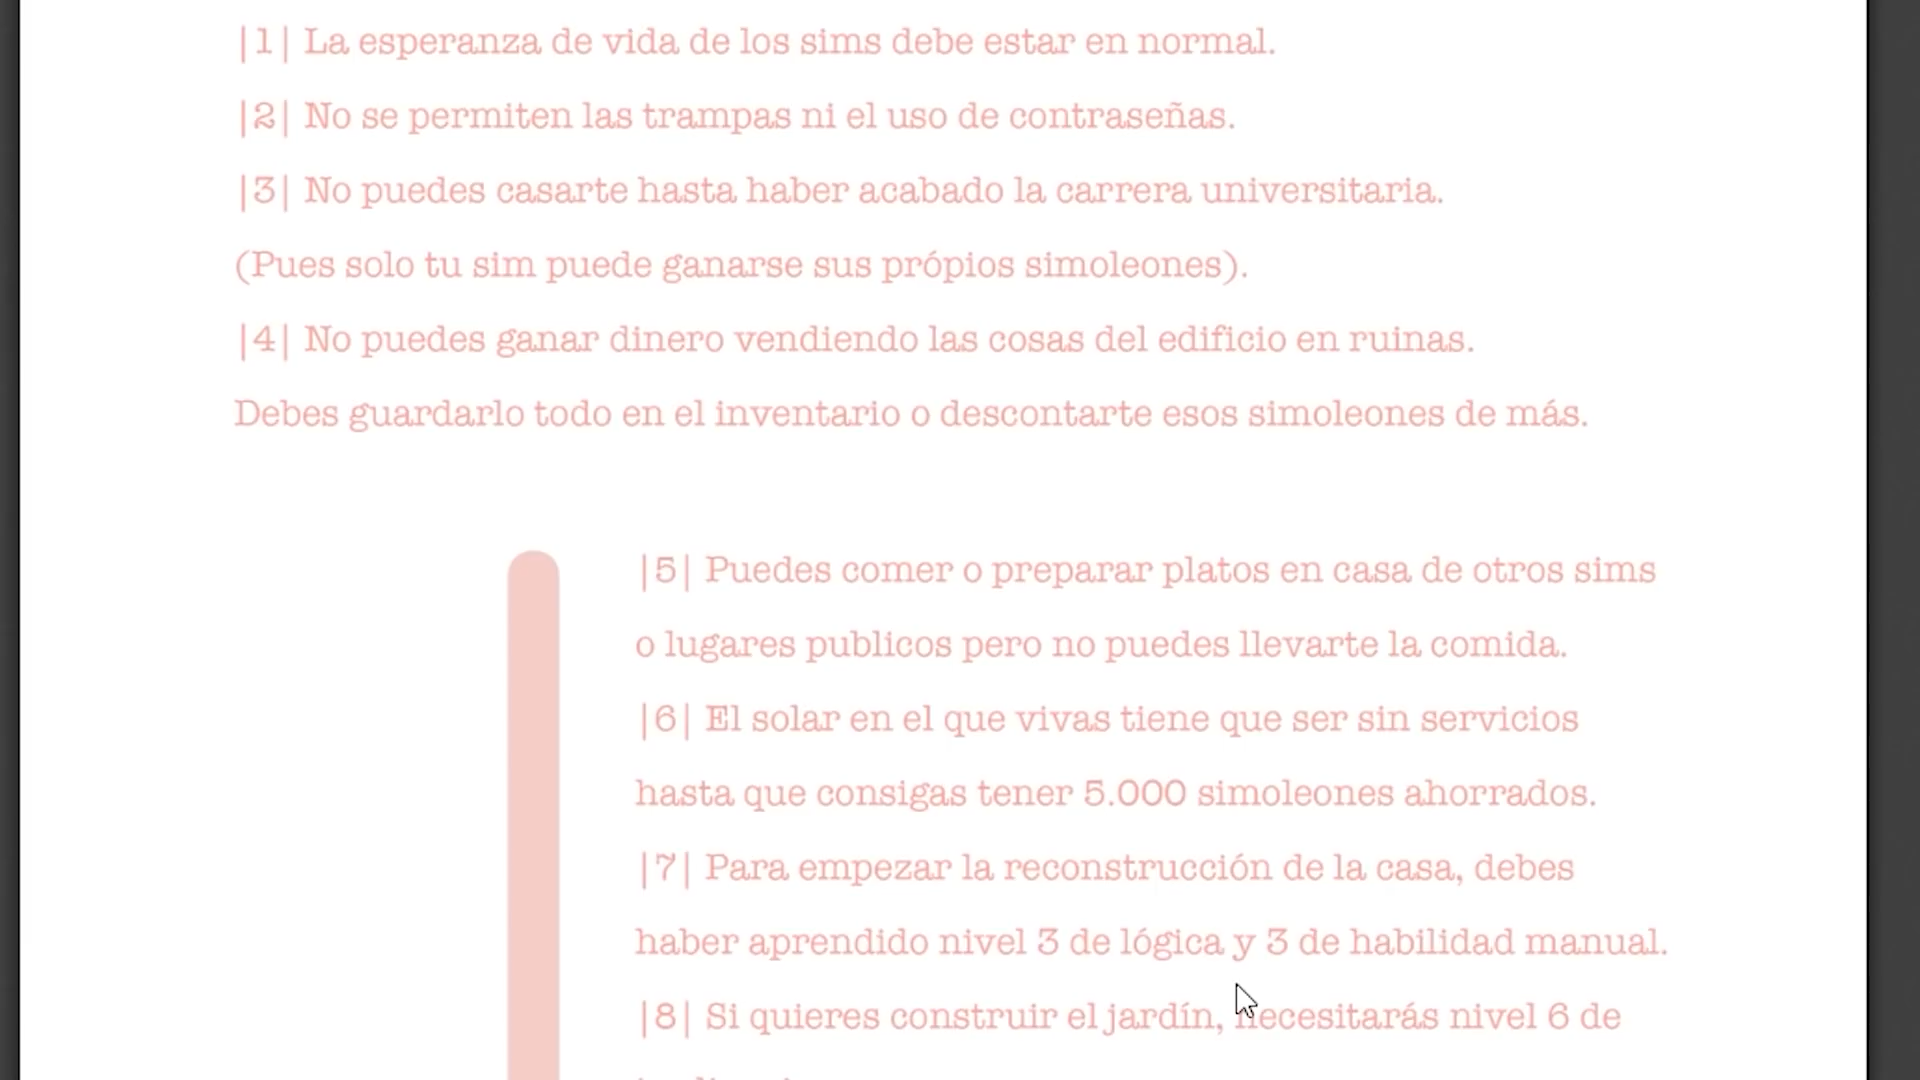 |1| La esperanza de vida de los sims debe estar en normal.
|2| No se permiten las trampas ni el uso de contraseñas.
|3| No puedes casarte hasta haber acabado la carrera universitaria.
(Pues solo tu sim puede ganarse sus própios simoleones).
|4| No puedes ganar dinero vendiendo las cosas del edificio en ruinas.
Debes guardarlo todo en el inventario o descontarte esos simoleones de más.
|5| Puedes comer o preparar platos en casa de otros sims
o lugares publicos pero no puedes llevarte la comida.
|6| El solar en el que vivas tiene que ser sin servicios
hasta que consigas tener 5.000 simoleones ahorrados.
|7| Para empezar la reconstrucción de la casa, debes
haber aprendido nivel 3 de lógica y 3 de habilidad manual.
|8| Si quieres construir el jardín, necesitarás nivel 6 de